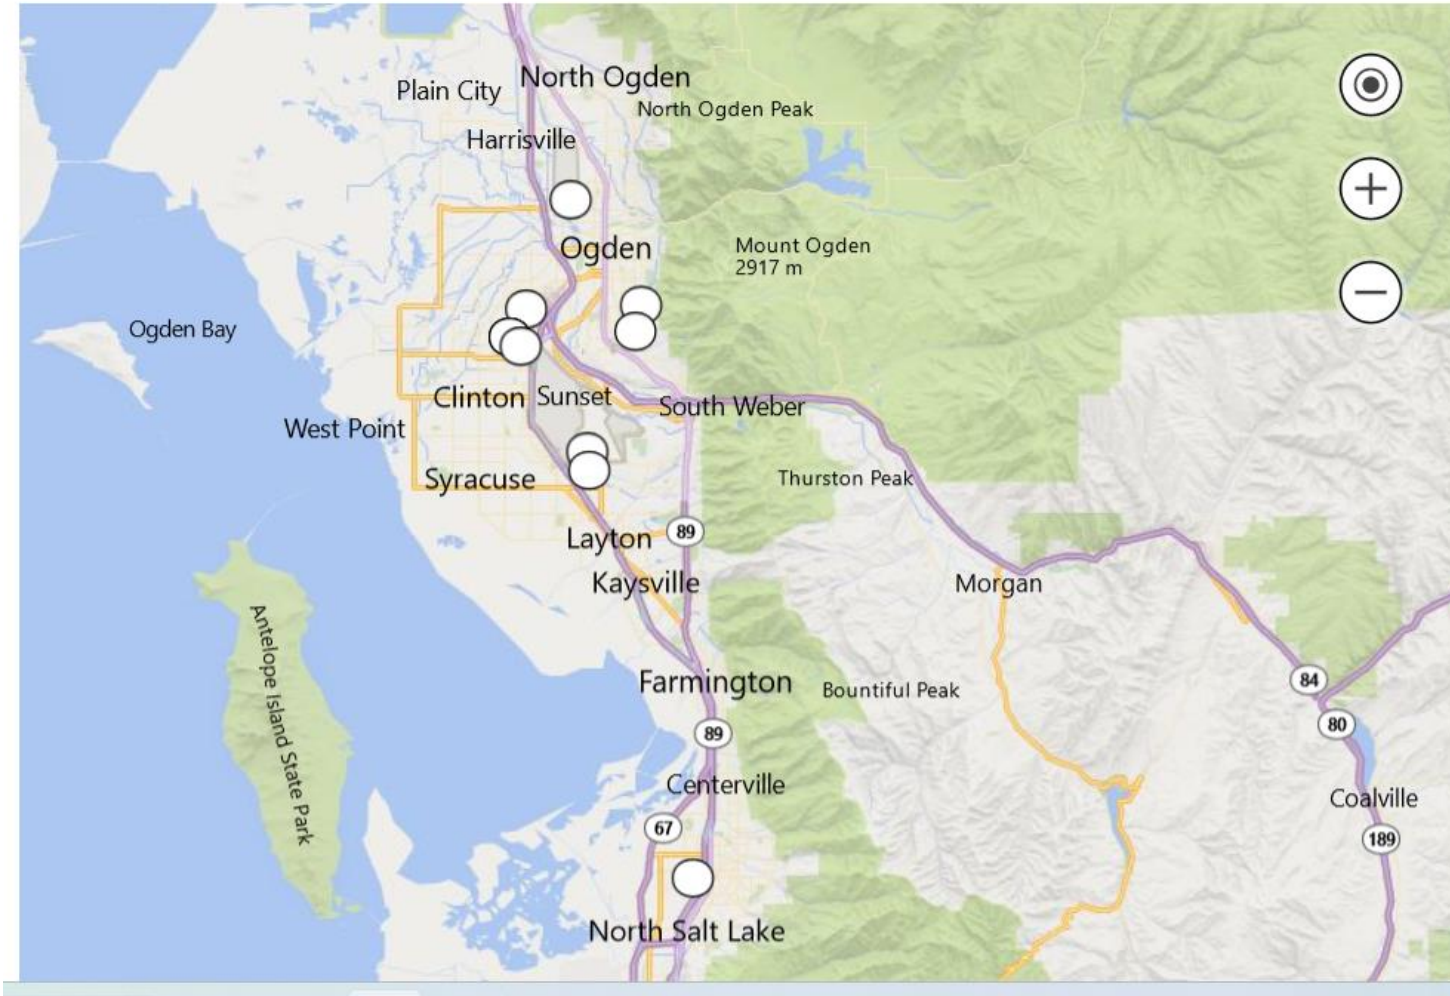 North Ogden
Plain City
North Ogden Peak
Harrisville
Ogden
Mount Ogden
2917 m
Ogden Bay
Clinton
Sunset
South Weber
West Point
Thurston Peak
Syracuse
89
Layton
Kaysville
Morgan
Antelope Island State Park
84
Farmington
Bountiful Peak
80
89
Centerville
Coalville
67
189
North Salt Lake